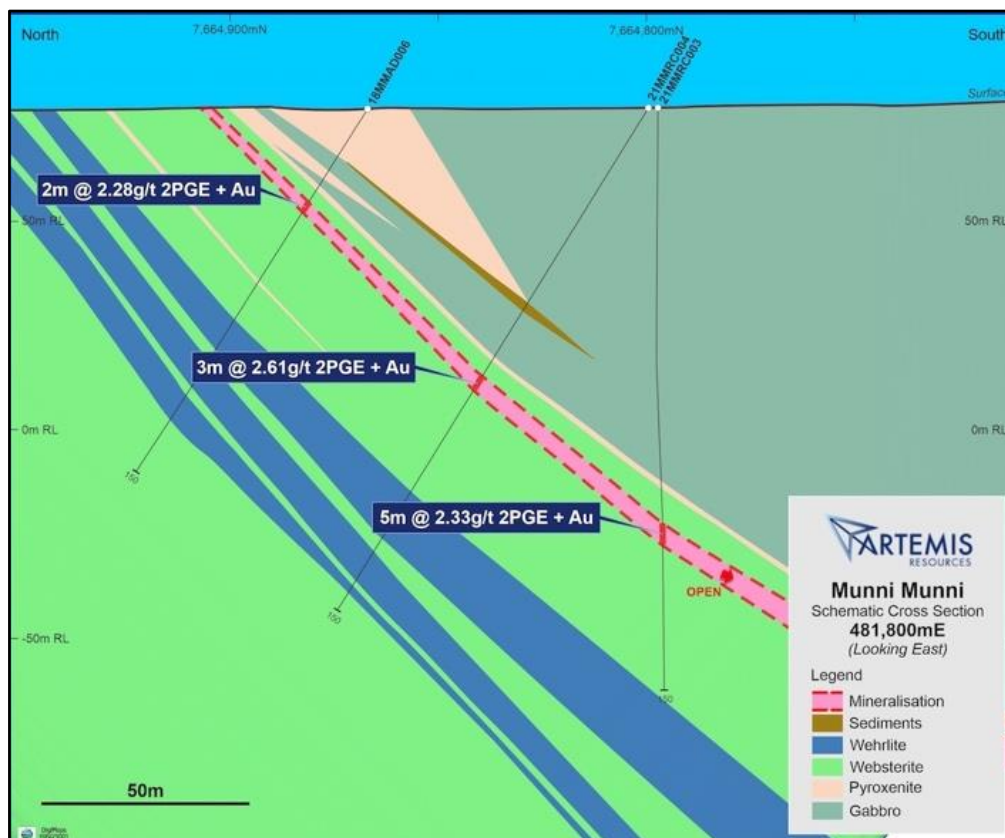 North
7,664,900mN
7,664,800mN
South
18MMAD006
21MMRC004
21MMRC003
Surface
2m @ 2.28g/t 2PGE + Au
50m RL
50m RL
3m @ 2.61g/t 2PGE + Au
0m RL
0m RL
150
5m @ 2.33g/t 2PGE + Au
OPEN
150
-50m RL
150
50m
ARTEMIS
RESOURCES
Munni Munni
Schematic Cross Section
481,800mE
(Looking East)
Legend
Mineralisation
Sediments
Wehrlite
Websterite
Pyroxenite
Gabbro